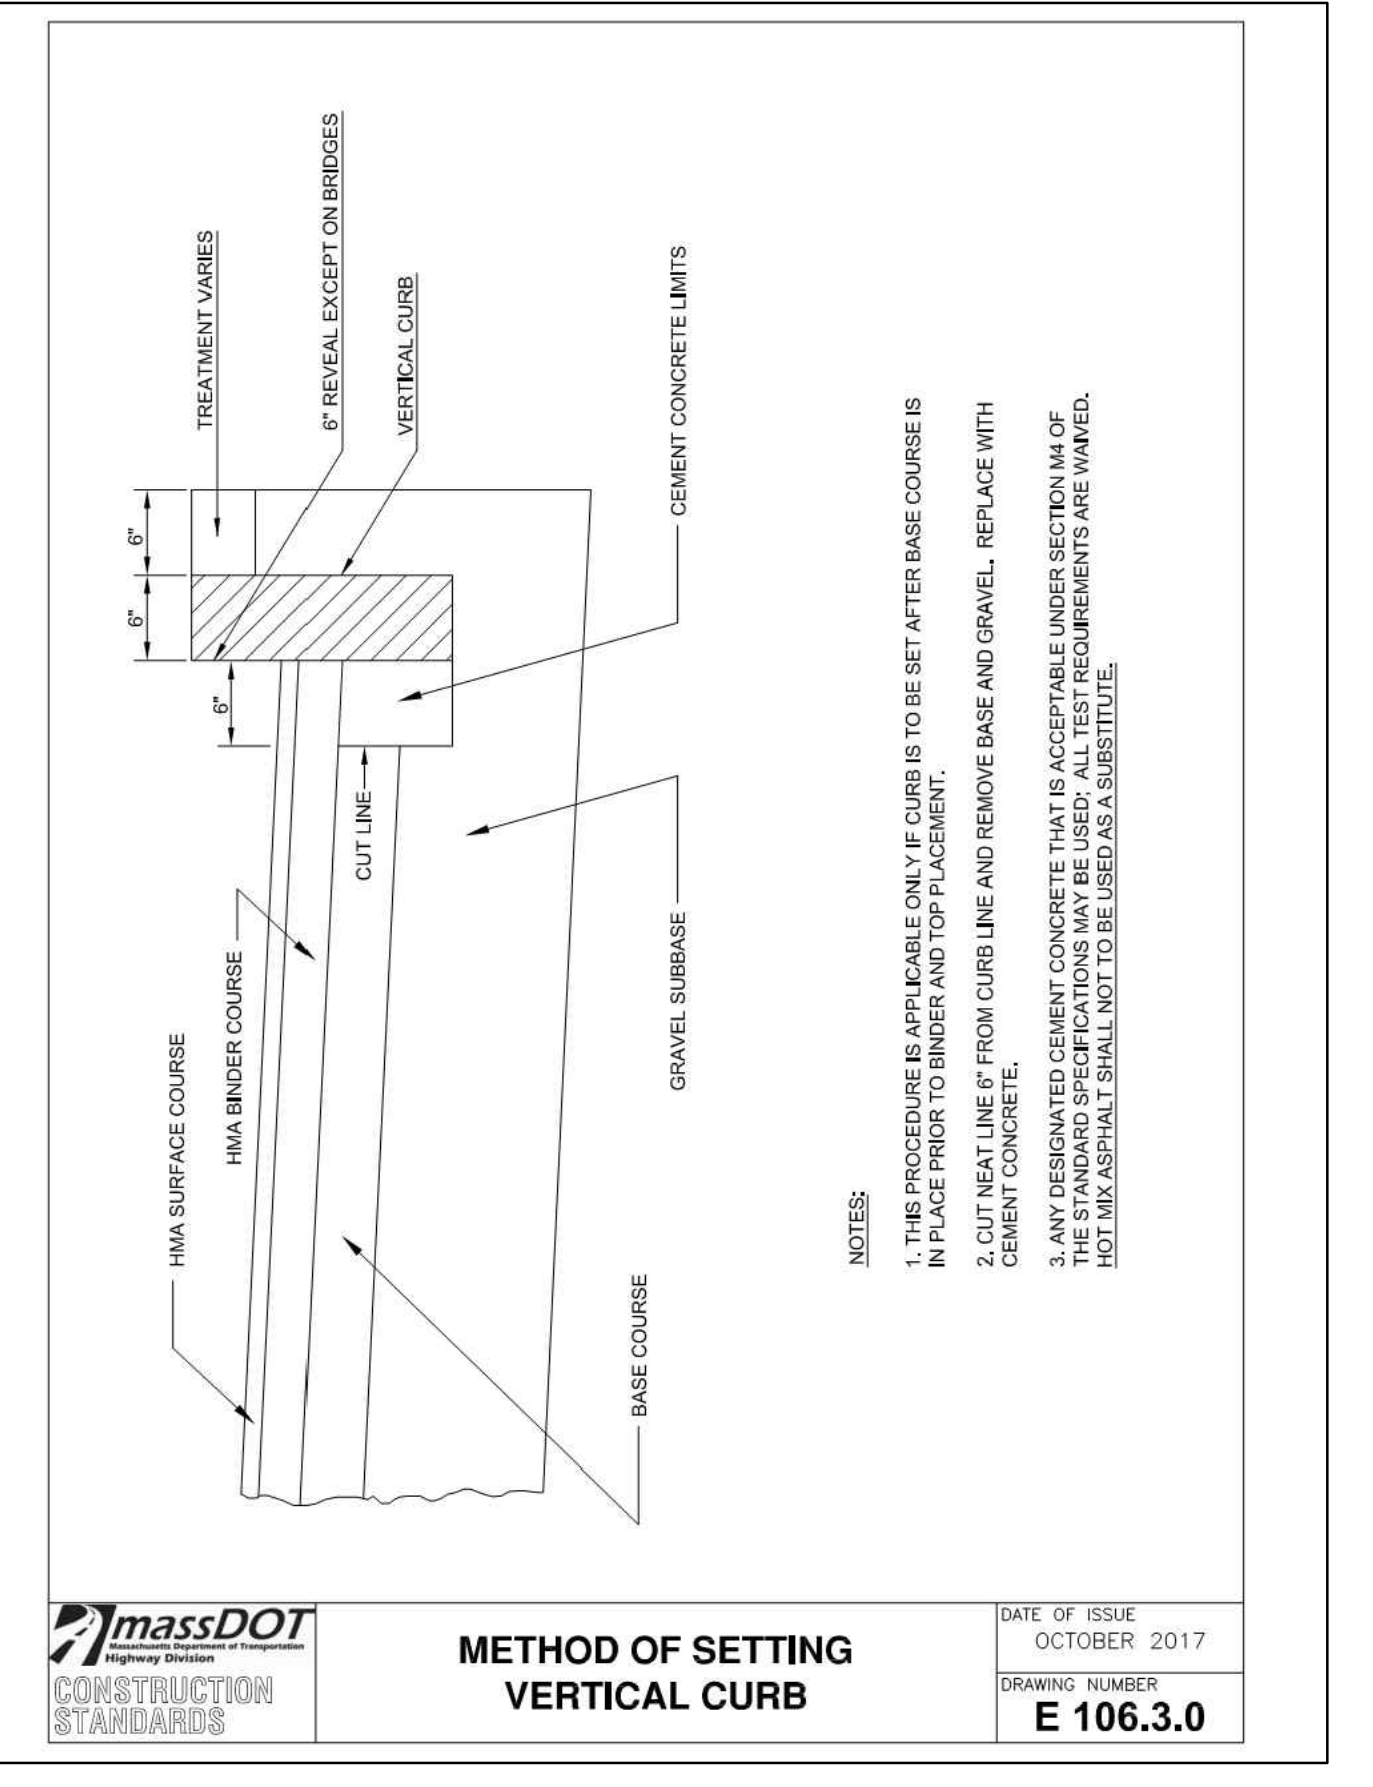 TREATMENT VARIES
6" REVEAL EXCEPT ON BRIDGES
VERTICAL CURB
CEMENT CONCRETE LIMITS
6"
6"
6"
CUT LINE
HMA SURFACE COURSE
HMA BINDER COURSE
GRAVEL SUBBASE
BASE COURSE
NOTES:
1. THIS PROCEDURE IS APPLICABLE ONLY IF CURB IS TO BE SET AFTER BASE COURSE IS
IN PLACE PRIOR TO BINDER AND TOP PLACEMENT.
2. CUT NEAT LINE 6" FROM CURB LINE AND REMOVE BASE AND GRAVEL. REPLACE WITH
CEMENT CONCRETE.
3. ANY DESIGNATED CEMENT CONCRETE THAT IS ACCEPTABLE UNDER SECTION M4 OF
THE STANDARD SPECIFICATIONS MAY BE USED; ALL TEST REQUIREMENTS ARE WAIVED.
HOT MIX ASPHALT SHALL NOT TO BE USED AS A SUBSTITUTE.
massDOT
Massachusetts Department of Transportation
Highway Division
CONSTRUCTION
STANDARDS
METHOD OF SETTING
VERTICAL CURB
DATE OF ISSUE
OCTOBER 2017
DRAWING NUMBER
E 106.3.0